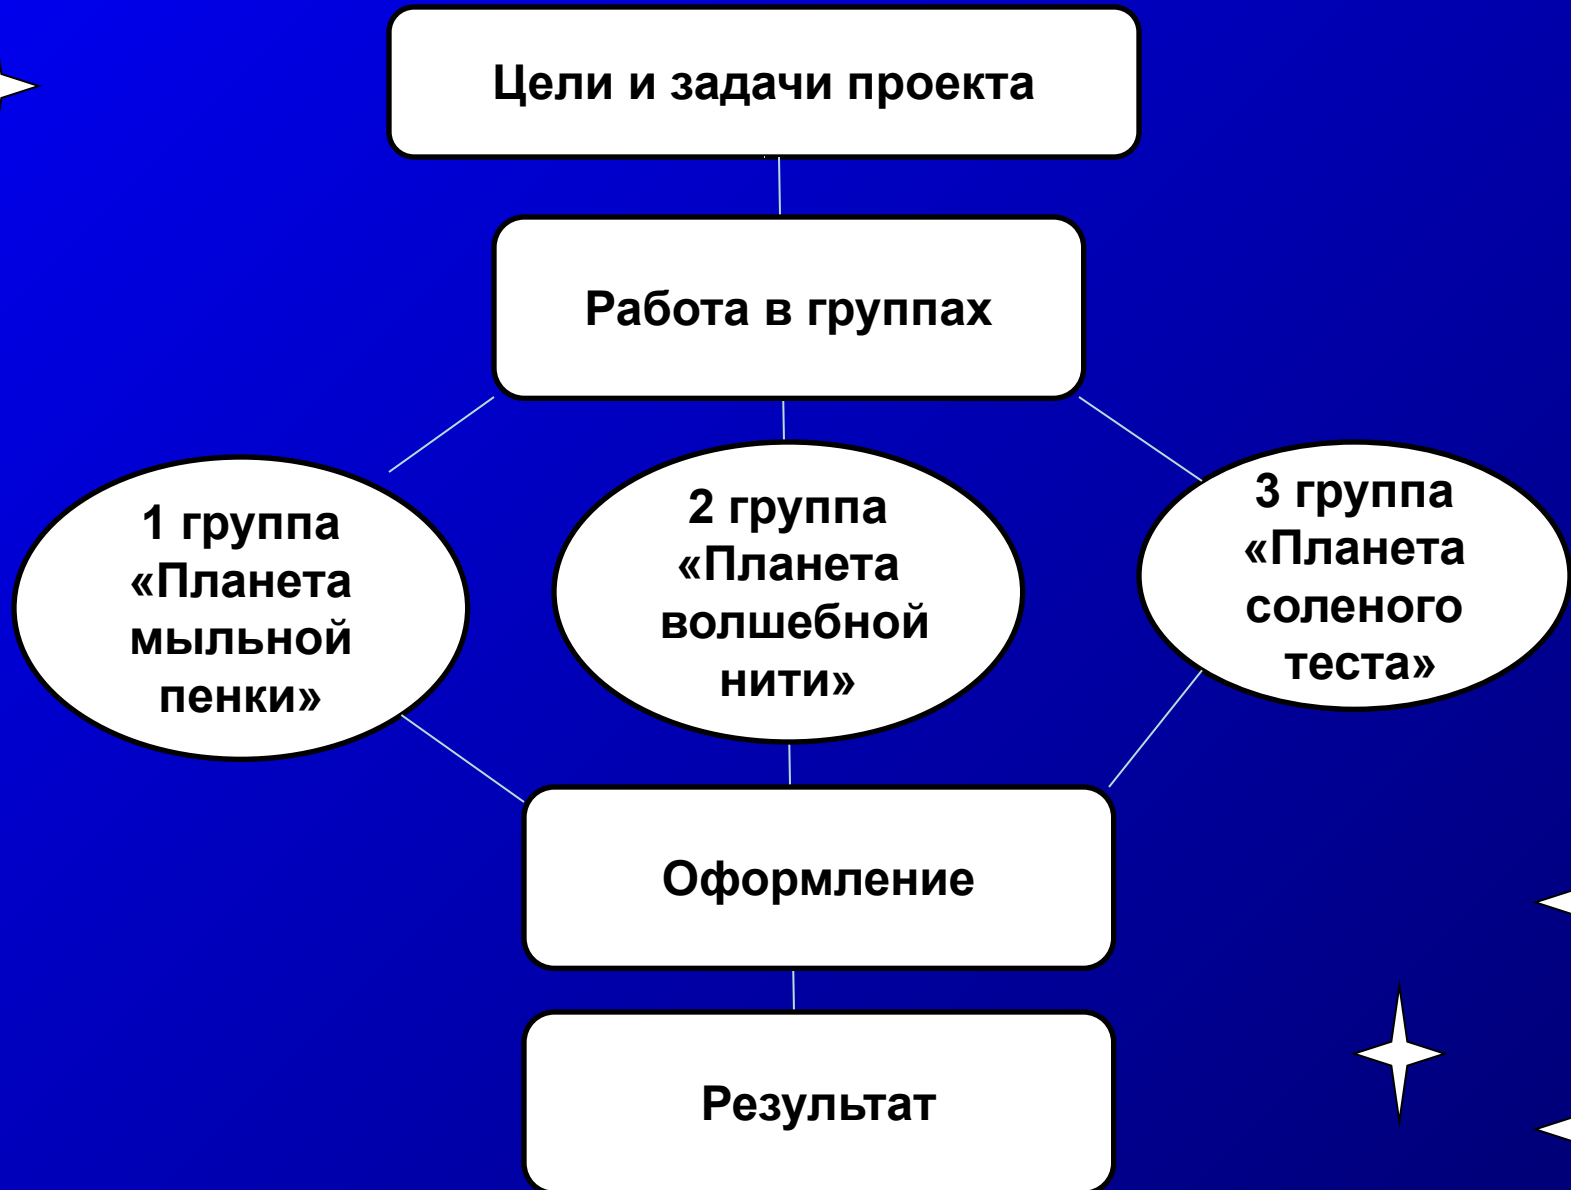 Цели и задачи проекта
Работа в группах
1 группа
«Планета
мыльной
пенки»
2 группа
«Планета
волшебной
нити»
3 группа
«Планета
соленого
теста»
Оформление
Результат